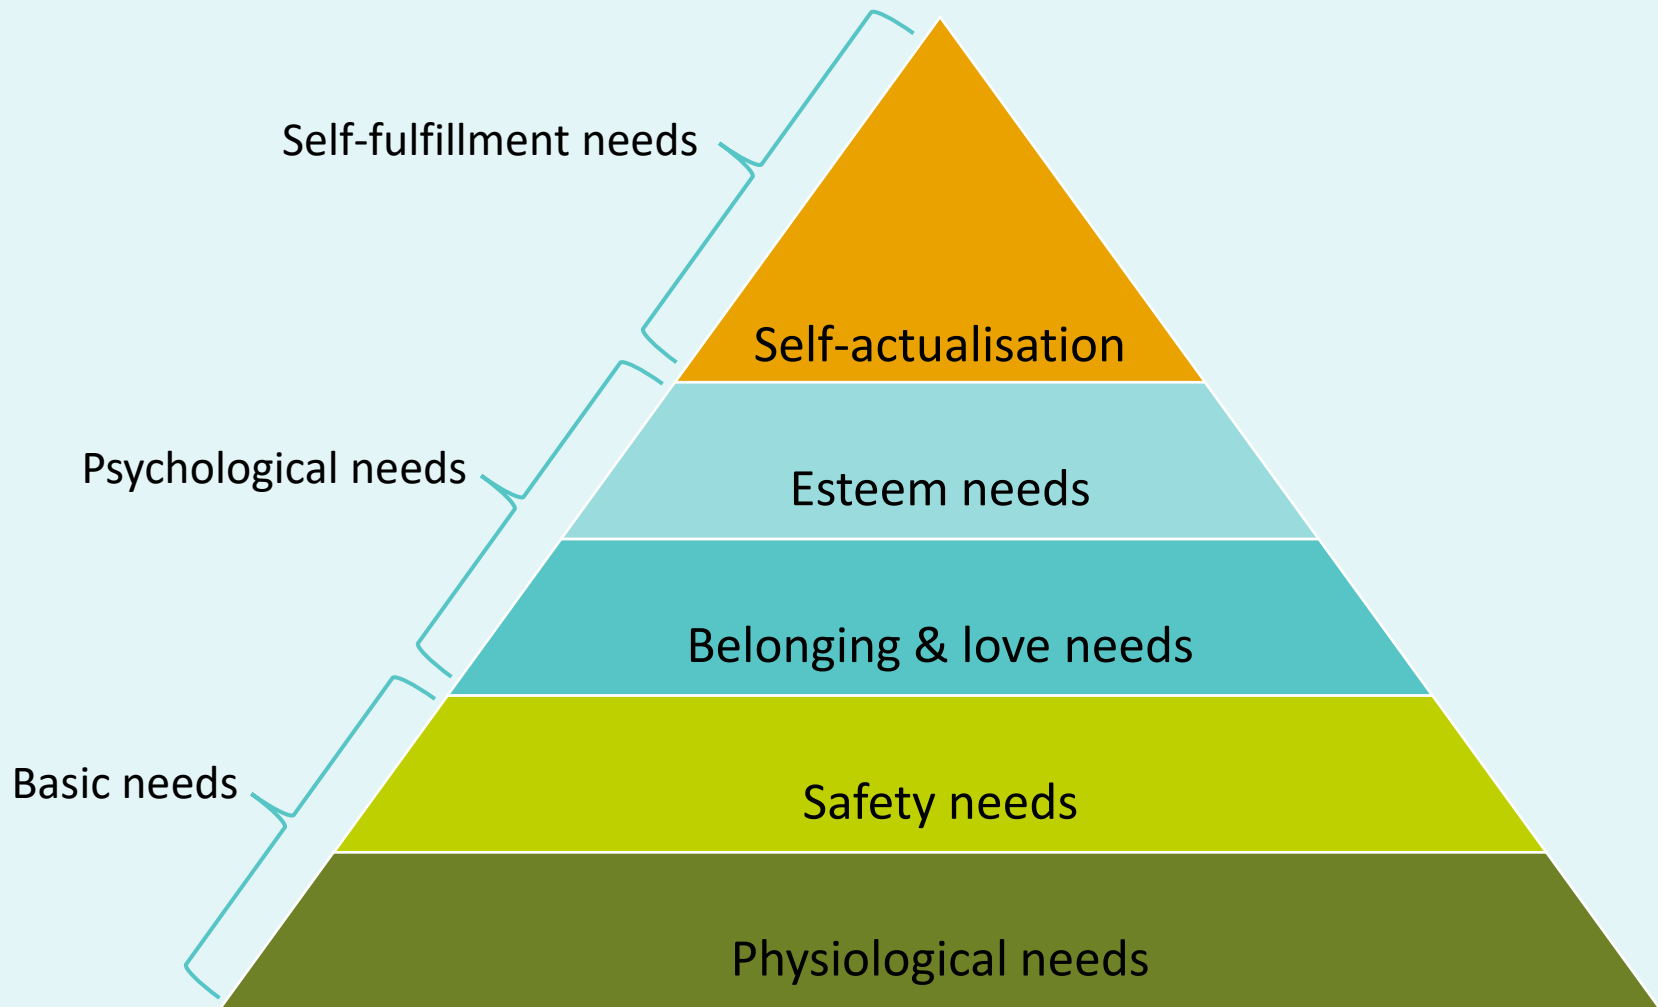 Self-fulfillment needs
Self-actualisation
Psychological needs
Esteem needs
Belonging & love needs
Basic needs
Safety needs
Physiological needs